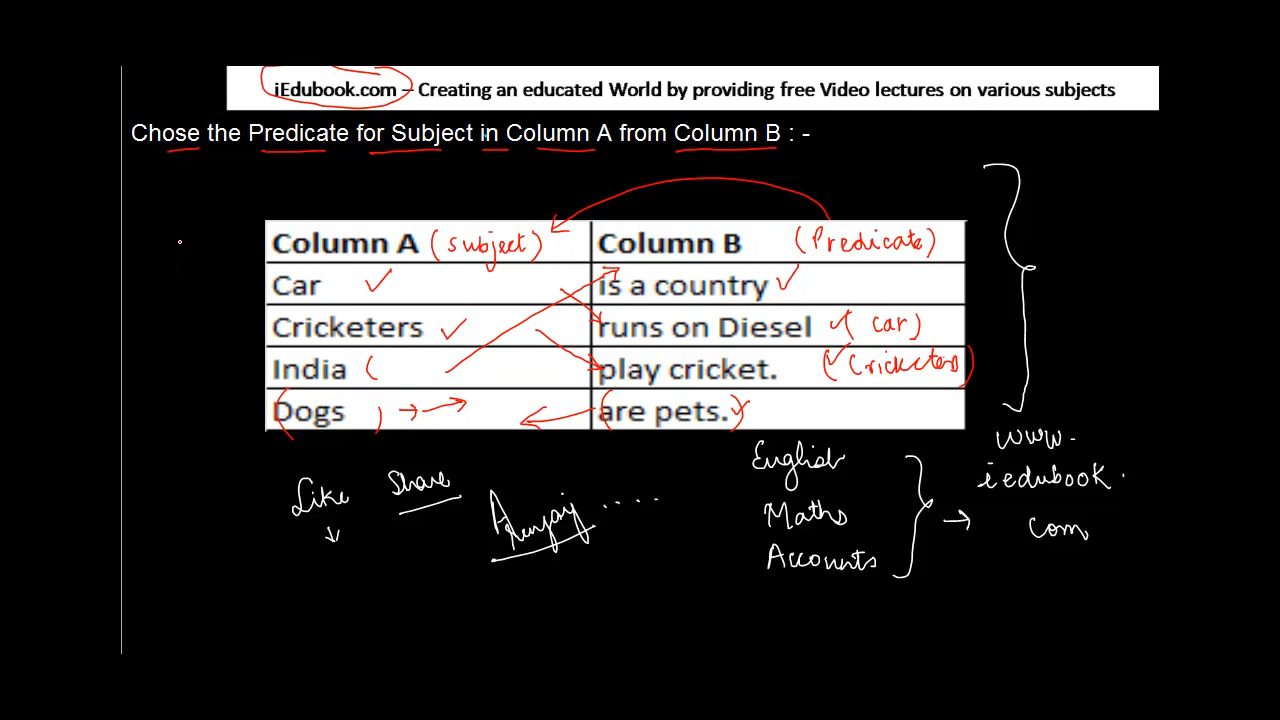 iEdubook.com – Creating an educated World by providing free Video lectures on various subjects
Chose the Predicate for Subject in Column A from Column B : -
Column A (Subject) Column B (Predicate)
Car is a country
Cricketers runs on Diesel (Car)
India play cricket. (Cricketers)
Dogs are pets.
Like Share
English
Maths
Accounts
www.
iedubook.
com